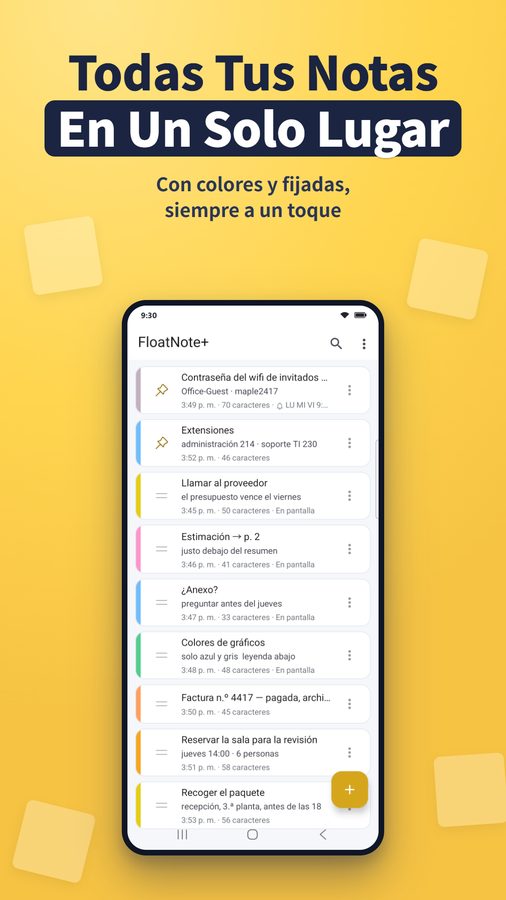 Todas Tus Notas
En Un Solo Lugar
Con colores y fijadas,
siempre a un toque
9:30
FloatNote+
Contraseña del wifi de invitados ...
Office-Guest · maple2417
3:49 p. m. · 70 caracteres · LU MI VI 9:...
Extensiones
administración 214 · soporte TI 230
3:52 p. m. · 46 caracteres
Llamar al proveedor
el presupuesto vence el viernes
3:45 p. m. · 50 caracteres · En pantalla
Estimación → p. 2
justo debajo del resumen
3:46 p. m. · 41 caracteres · En pantalla
¿Anexo?
preguntar antes del jueves
3:47 p. m. · 33 caracteres · En pantalla
Colores de gráficos
solo azul y gris leyenda abajo
3:48 p. m. · 48 caracteres · En pantalla
Factura n.º 4417 — pagada, archi...
3:50 p. m. · 45 caracteres
Reservar la sala para la revisión
jueves 14:00 · 6 personas
3:51 p. m. · 58 caracteres
Recoger el paquete
recepción, 3.ª planta, antes de las 18
3:53 p. m. · 56 caracteres